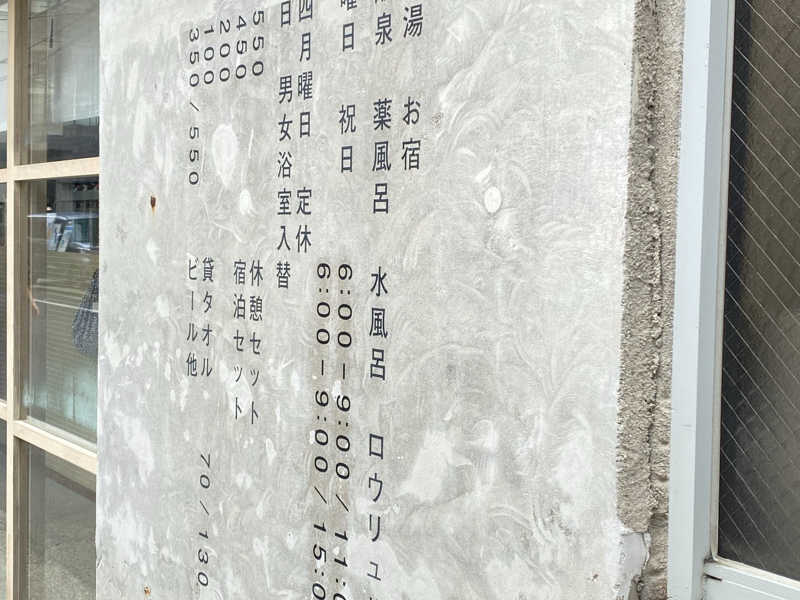 湯 お宿
泉 薬風呂 水風呂 ロウリュ
曜日 祝日 6:00-9:00/11:0
6:00-9:00/15:0
四月曜日 定休
日 男女浴室入替
550 休憩セット
450 宿泊セット
200
100 貸タオル 70/130
350/550 ビール他